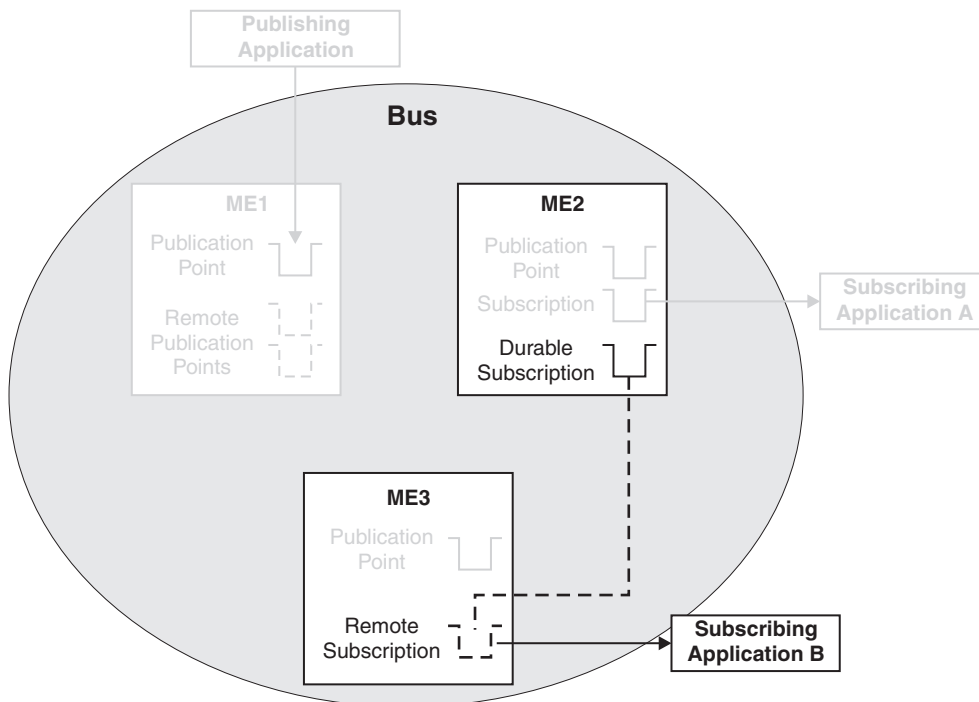 Publishing
Application
Bus
ME1
Publication
Point
Remote
Publication
Points
ME2
Publication
Point
Subscription
Durable
Subscription
Subscribing
Application A
ME3
Publication
Point
Remote
Subscription
Subscribing
Application B